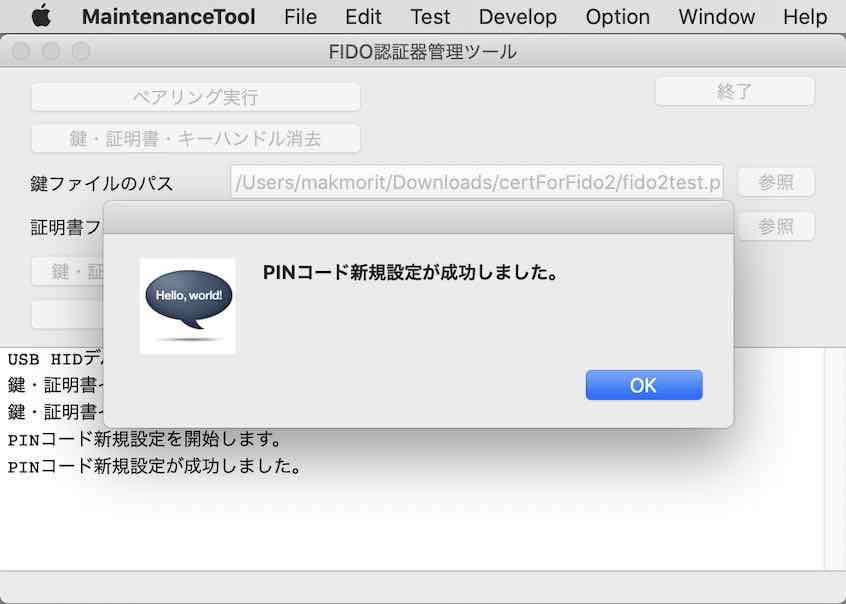 MaintenanceTool File Edit Test Develop Option Window Help
FIDO認証器管理ツール
ペアリング実行
終了
鍵・証明書・キーハンドル消去
鍵ファイルのパス
/Users/makmorit/Downloads/certForFido2/fido2test.p
参照
証明書フ
参照
鍵・証
PINコード新規設定が成功しました。
Hello, world!
OK
USB HIDデ
鍵・証明書
鍵・証明書
PINコード新規設定を開始します。
PINコード新規設定が成功しました。